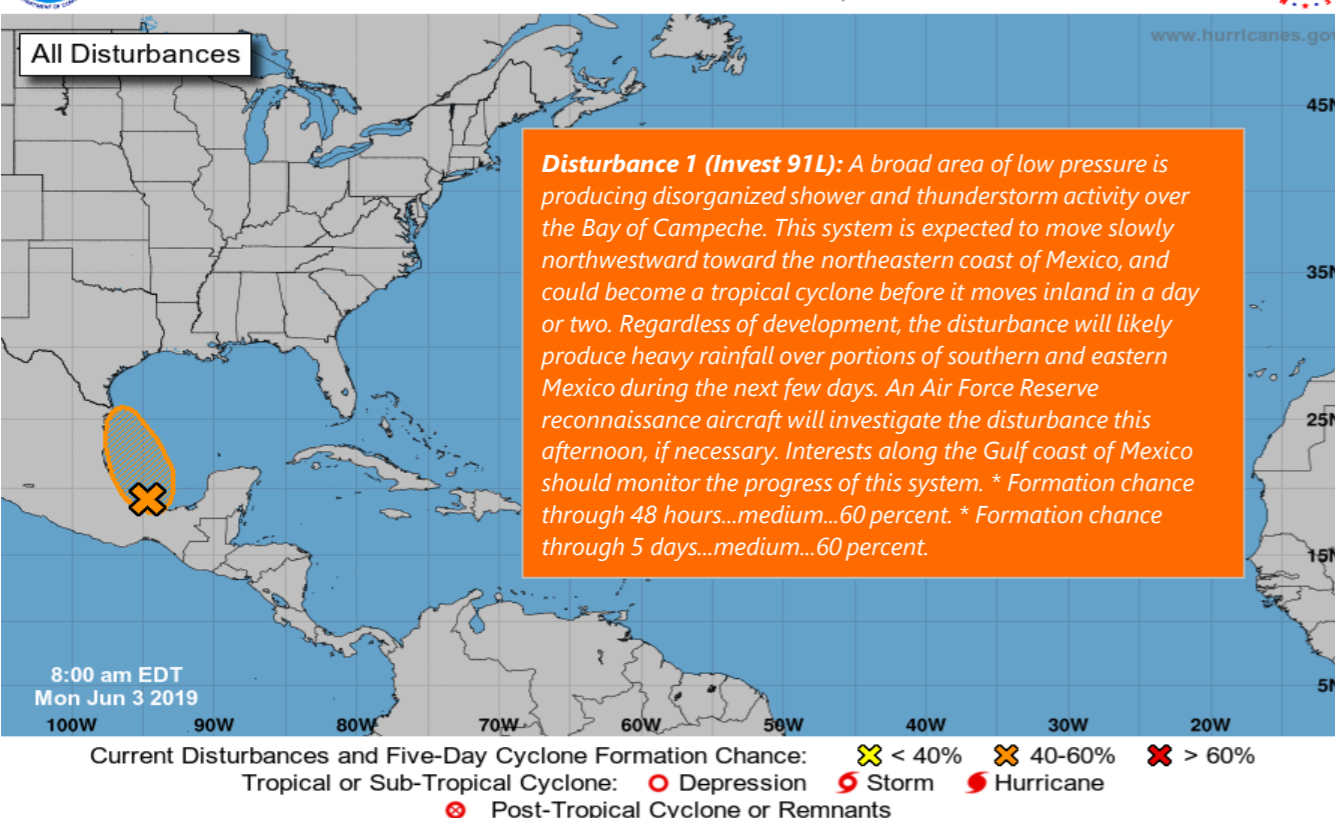 All Disturbances
www.hurricanes.gov
45N
Disturbance 1 (Invest 91L): A broad area of low pressure is
producing disorganized shower and thunderstorm activity over
the Bay of Campeche. This system is expected to move slowly
northwestward toward the northeastern coast of Mexico, and
could become a tropical cyclone before it moves inland in a day
or two. Regardless of development, the disturbance will likely
produce heavy rainfall over portions of southern and eastern
Mexico during the next few days. An Air Force Reserve
reconnaissance aircraft will investigate the disturbance this
afternoon, if necessary. Interests along the Gulf coast of Mexico
should monitor the progress of this system. * Formation chance
through 48 hours...medium...60 percent. * Formation chance
through 5 days...medium...60 percent.
35N
25N
15N
5N
8:00 am EDT
Mon Jun 3 2019
100W 90W 80W 70W 60W 50W 40W 30W 20W
Current Disturbances and Five-Day Cyclone Formation Chance: < 40% 40-60% > 60%
Tropical or Sub-Tropical Cyclone: Depression Storm Hurricane
Post-Tropical Cyclone or Remnants